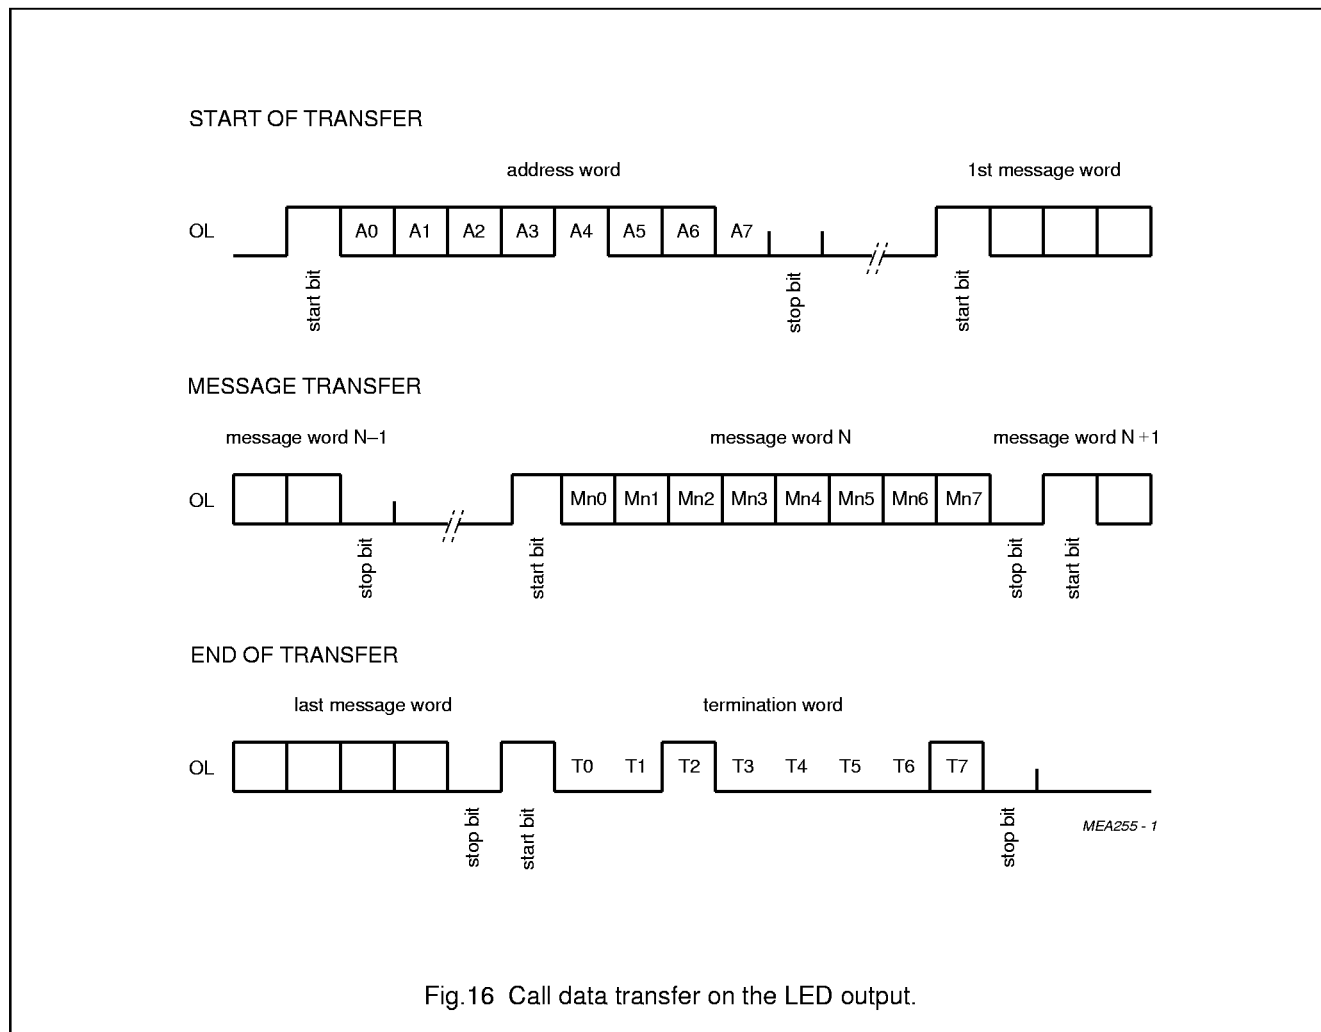 START OF TRANSFER
address word
1st message word
OL
A0 A1 A2 A3 A4 A5 A6 A7
start bit
stop bit
start bit
MESSAGE TRANSFER
message word N–1
message word N
message word N +1
OL
Mn0 Mn1 Mn2 Mn3 Mn4 Mn5 Mn6 Mn7
stop bit
start bit
stop bit
start bit
END OF TRANSFER
last message word
termination word
OL
T0 T1 T2 T3 T4 T5 T6 T7
stop bit
start bit
stop bit
MEA255 - 1
Fig.16 Call data transfer on the LED output.